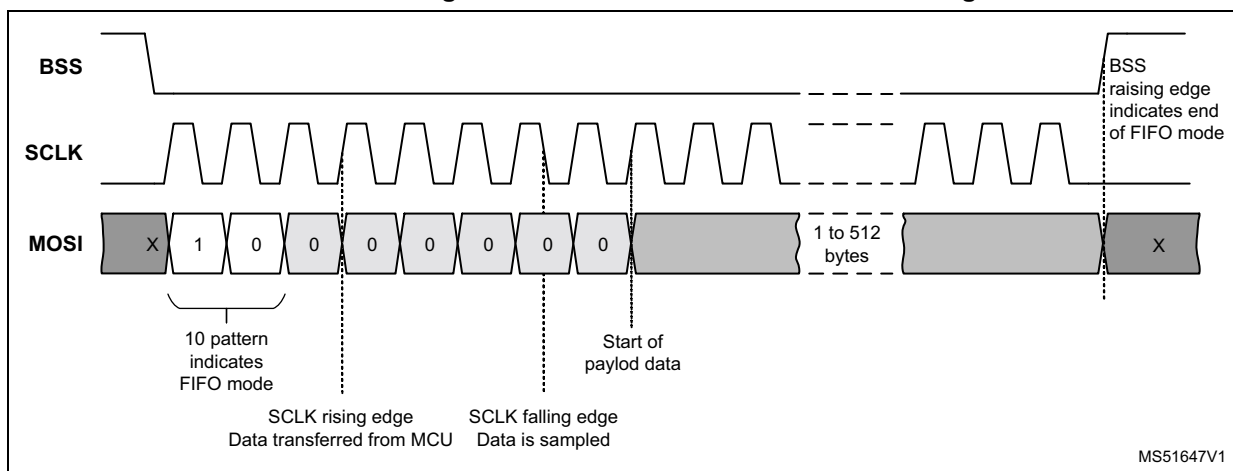 BSS
BSS
raising edge
indicates end
of FIFO mode
SCLK
MOSI
X 1 0 0 0 0 0 0 0
1 to 512
bytes
X
10 pattern
indicates
FIFO mode
Start of
paylod data
SCLK rising edge
Data transferred from MCU
SCLK falling edge
Data is sampled
MS51647V1